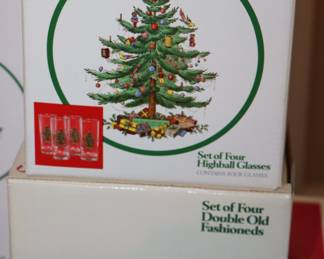 Set of Four
Highball Glasses
CONTAINS FOUR GLASSES
Set of Four
Double Old
Fashioneds